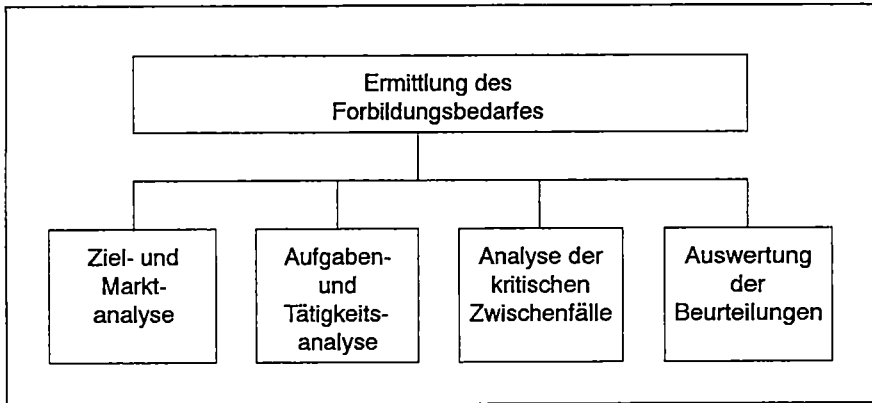 Ermittlung des
Forbildungsbedarfes
Ziel- und
Markt-
analyse
Aufgaben-
und
Tätigkeits-
analyse
Analyse der
kritischen
Zwischenfälle
Auswertung
der
Beurteilungen